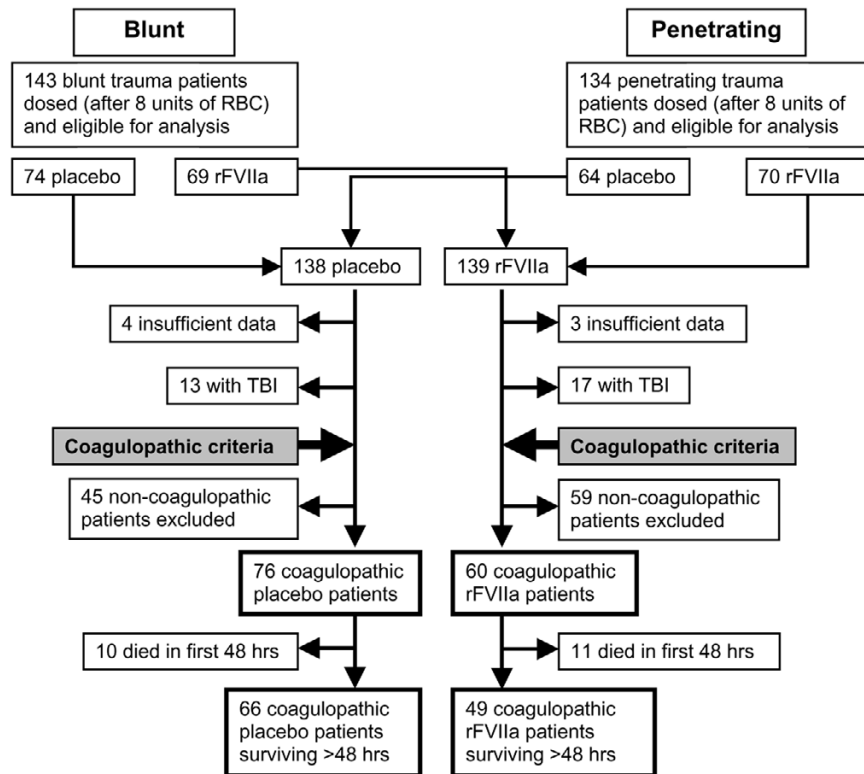 Blunt
Penetrating
143 blunt trauma patients
dosed (after 8 units of RBC)
and eligible for analysis
134 penetrating trauma
patients dosed (after 8 units of
RBC) and eligible for analysis
74 placebo
69 rFVIIa
64 placebo
70 rFVIIa
138 placebo
139 rFVIIa
4 insufficient data
3 insufficient data
13 with TBI
17 with TBI
Coagulopathic criteria
Coagulopathic criteria
45 non-coagulopathic
patients excluded
59 non-coagulopathic
patients excluded
76 coagulopathic
placebo patients
60 coagulopathic
rFVIIa patients
10 died in first 48 hrs
11 died in first 48 hrs
66 coagulopathic
placebo patients
surviving >48 hrs
49 coagulopathic
rFVIIa patients
surviving >48 hrs